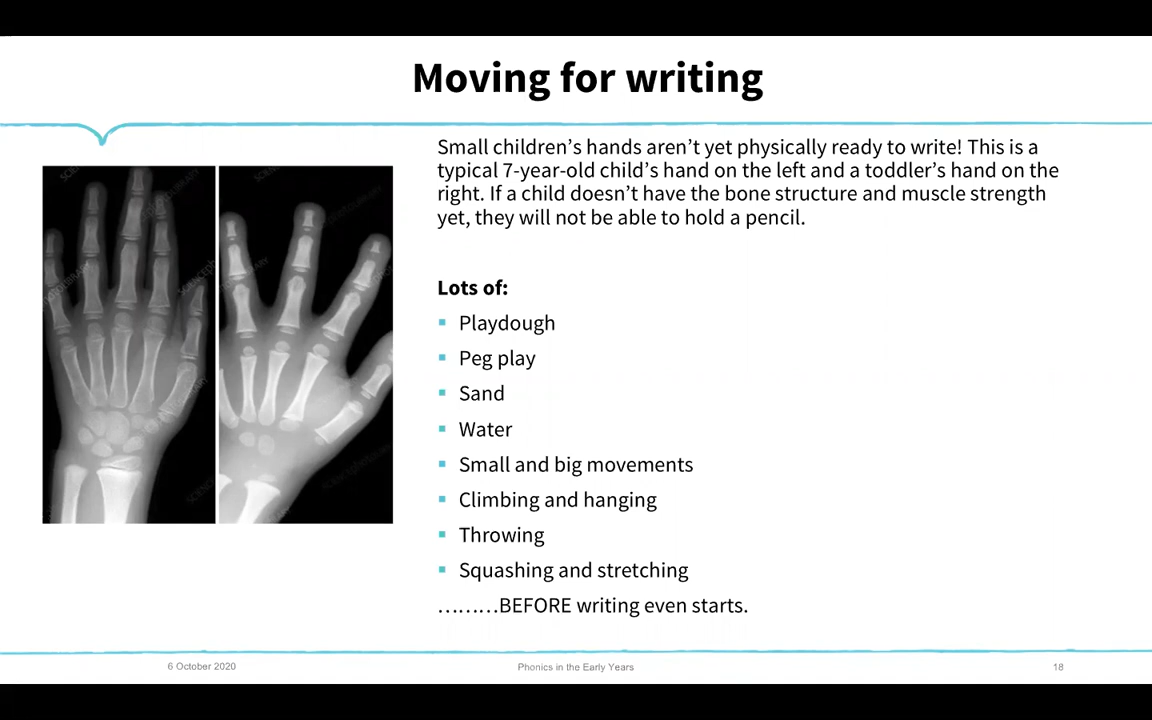 Moving for writing
Small children's hands aren't yet physically ready to write! This is a
typical 7-year-old child's hand on the left and a toddler's hand on the
right. If a child doesn't have the bone structure and muscle strength
yet, they will not be able to hold a pencil.
Lots of:
Playdough
Peg play
Sand
Water
Small and big movements
Climbing and hanging
Throwing
Squashing and stretching
………BEFORE writing even starts.
6 October 2020
Phonics in the Early Years
18